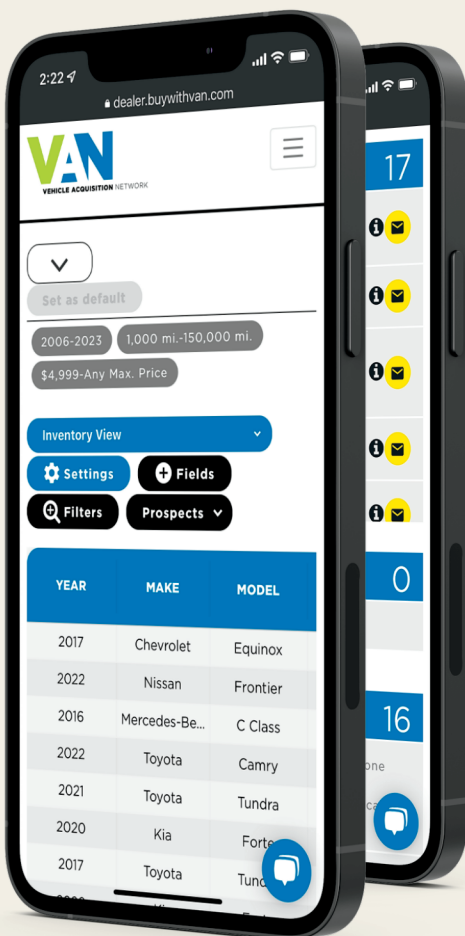 2:22
dealer.buywithvan.com
VAN
VEHICLE ACQUISITION NETWORK
Set as default
2006-2023 1,000 mi.-150,000 mi.
$4,999-Any Max. Price
Inventory View
Settings Fields
Filters Prospects
YEAR MAKE MODEL
2017 Chevrolet Equinox
2022 Nissan Frontier
2016 Mercedes-Be... C Class
2022 Toyota Camry
2021 Toyota Tundra
2020 Kia Forte
2017 Toyota
17
0
16